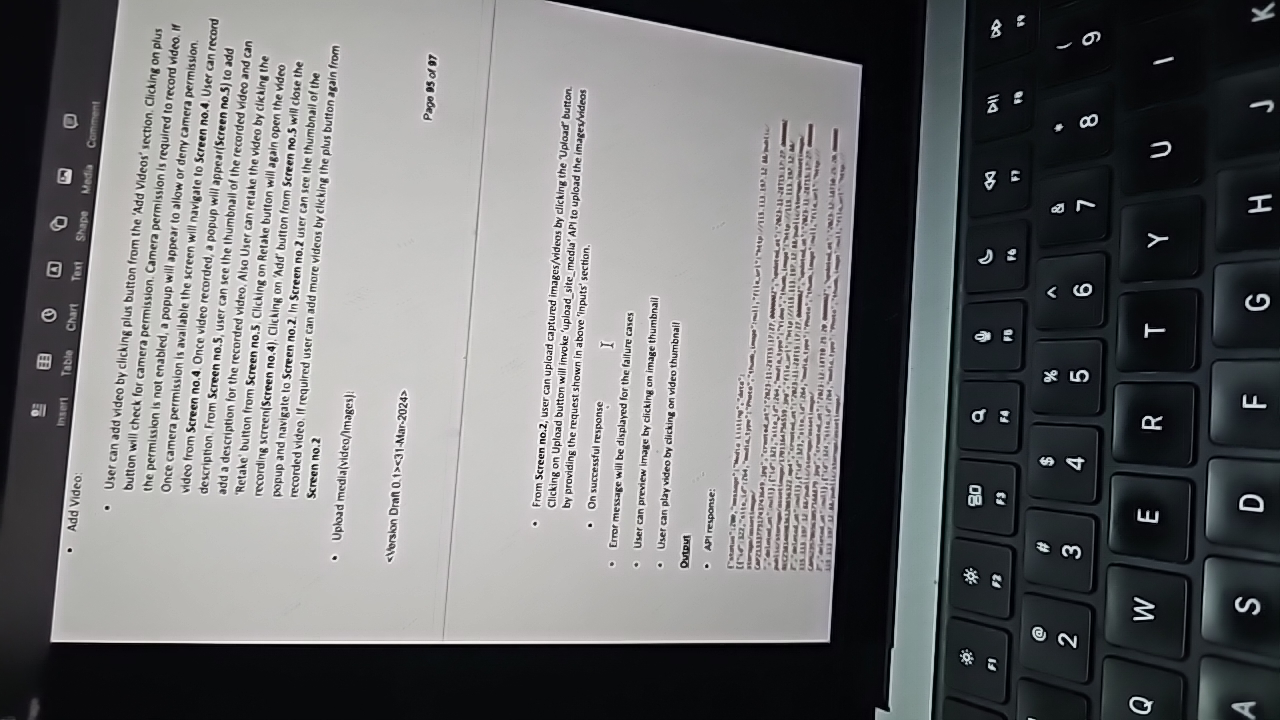 Insert Table Chart Text Shape Media Comment
• Add Video:
• User can add video by clicking plus button from the 'Add Videos' section. Clicking on plus
button will check for camera permission. Camera permission is required to record video. If
the permission is not enabled, a popup will appear to allow or deny camera permission.
Once camera permission is available the screen will navigate to Screen no.4. User can record
video from Screen no.4. Once video recorded, a popup will appear(Screen no.5) to add
description. From Screen no.5, user can see the thumbnail of the recorded video and can
add a description for the recorded video. Also User can retake the video by clicking the
'Retake' button from Screen no.5. Clicking on Retake button will again open the video
recording screen(Screen no.4). Clicking on 'Add' button from Screen no.5 will close the
popup and navigate to Screen no.2. In Screen no.2 user can see the thumbnail of the
recorded video. If required user can add more videos by clicking the plus button again from
Screen no.2
• Upload media(video/Images):
<Version Draft 0.1><31-Mar-2024>
Page 95 of 97
• From Screen no.2, user can upload captured images/videos by clicking the 'Upload' button.
Clicking on Upload button will invoke 'upload_site_media' API to upload the images/videos
by providing the request shown in above 'inputs' section.
• On successful response
• Error message will be displayed for the failure cases
• User can preview image by clicking on image thumbnail
• User can play video by clicking on video thumbnail
Output
• API response:
{"status":200,"message":"Media Listing","data":
[{"id":322,"site_id":264,"media_type":"Photo","thumb_image":null,"file_url":"http://115.113.197.12:88/public/
F1 F2 F3 F4 F5 F6 F7 F8 F9
@ # $ % ^ & * (
2 3 4 5 6 7 8 9
Q W E R T Y U I
A S D F G H J K